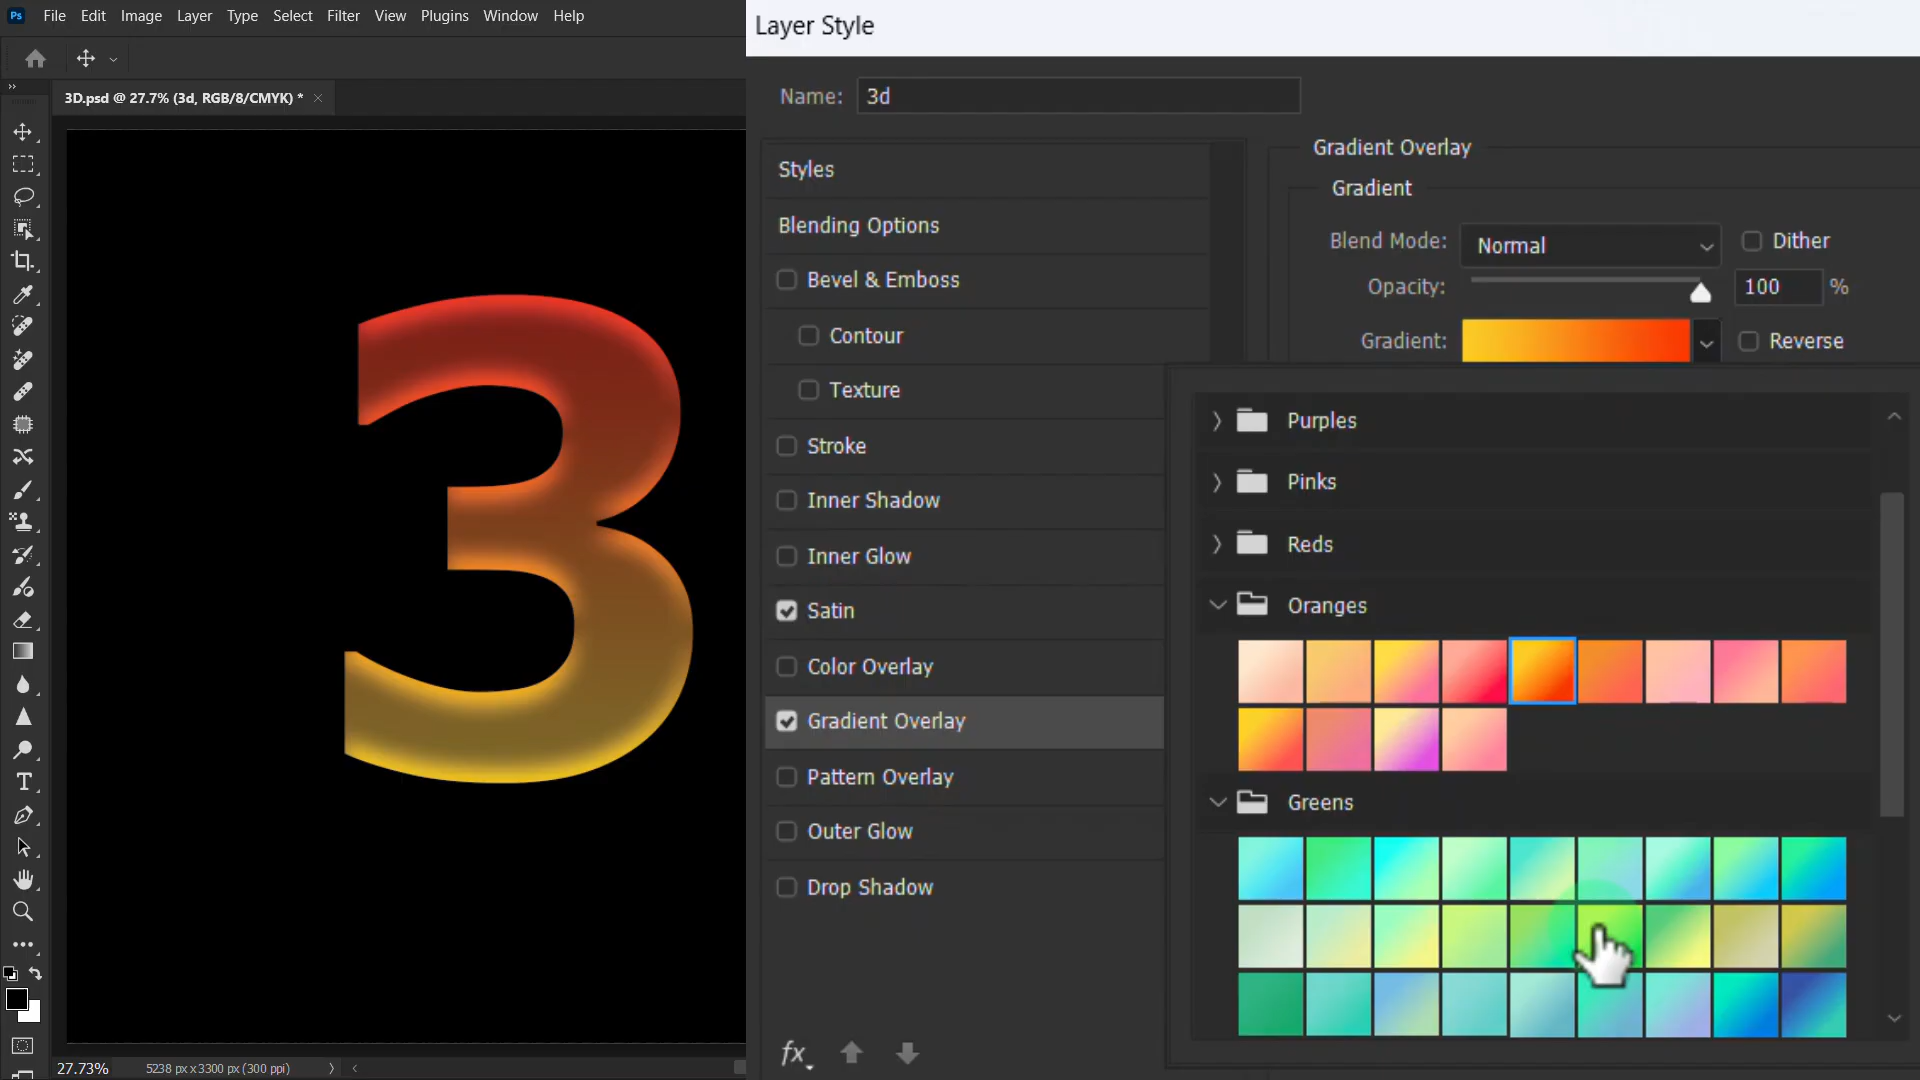 Ps File Edit Image Layer Type Select Filter View Plugins Window Help
3D.psd @ 27.7% (3d, RGB/8/CMYK) * ×
3
27.73% 5238 px x 3300 px (300 ppi)
Layer Style
Name: 3d
Styles
Blending Options
Bevel & Emboss
Contour
Texture
Stroke
Inner Shadow
Inner Glow
Satin
Color Overlay
Gradient Overlay
Pattern Overlay
Outer Glow
Drop Shadow
fx
Gradient Overlay
Gradient
Blend Mode: Normal Dither
Opacity: 100 %
Gradient: Reverse
Purples
Pinks
Reds
Oranges
Greens